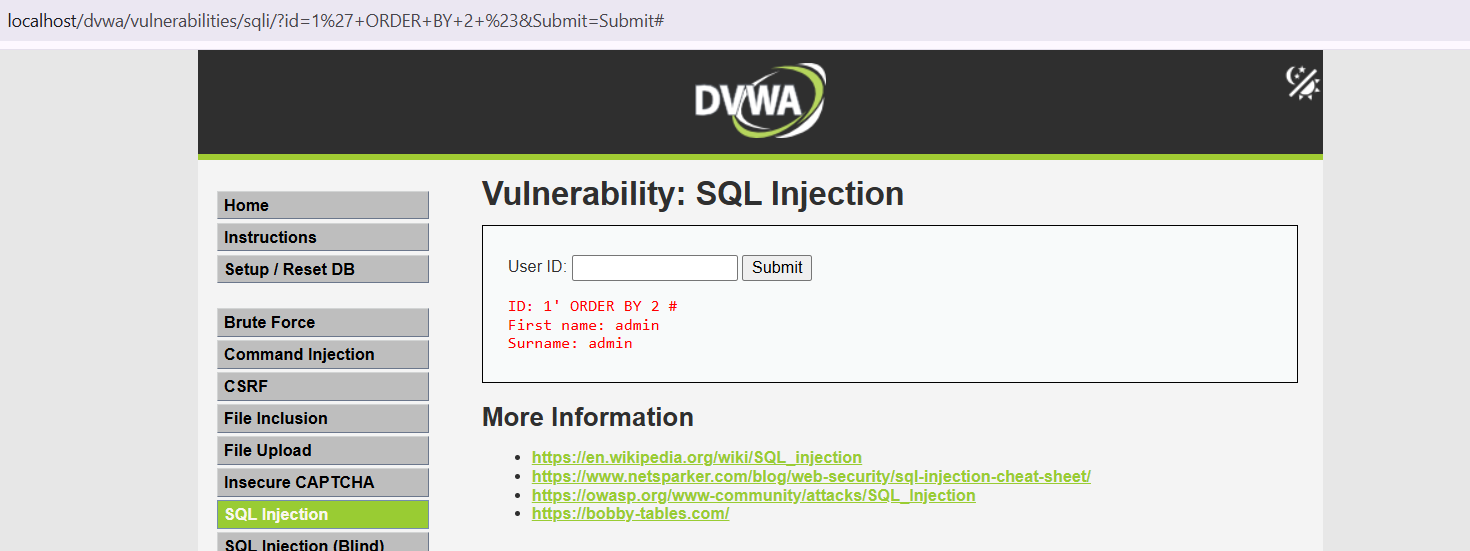 localhost/dvwa/vulnerabilities/sqli/?id=1%27+ORDER+BY+2+%23&Submit=Submit#
DVWA
Home
Instructions
Setup / Reset DB
Brute Force
Command Injection
CSRF
File Inclusion
File Upload
Insecure CAPTCHA
SQL Injection
SQL Injection (Blind)
Vulnerability: SQL Injection
User ID: Submit
ID: 1' ORDER BY 2 #
First name: admin
Surname: admin
More Information
https://en.wikipedia.org/wiki/SQL_injection
https://www.netsparker.com/blog/web-security/sql-injection-cheat-sheet/
https://owasp.org/www-community/attacks/SQL_Injection
https://bobby-tables.com/